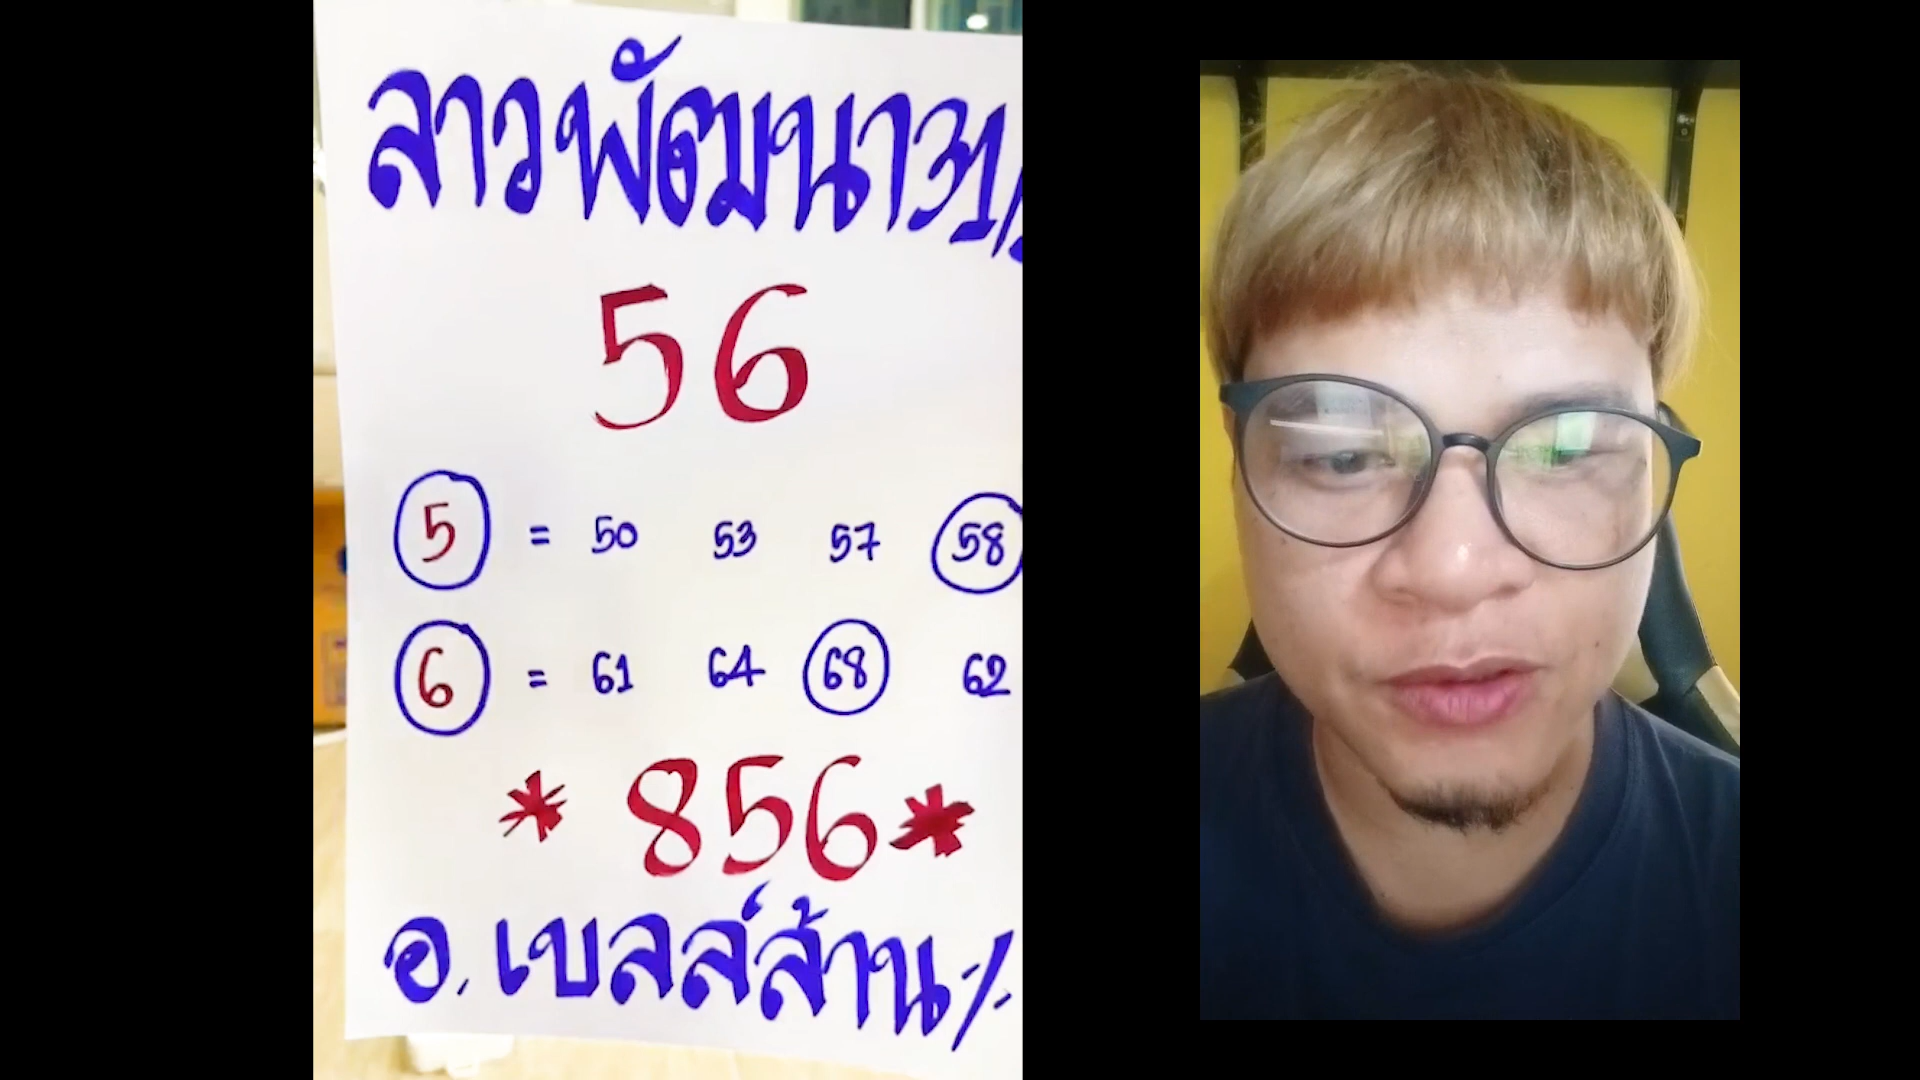 ลาวพัฒนา31/
56
5 = 50 53 57 58
6 = 61 64 68 62
* 856 *
อ. เบลล์ล้าน%